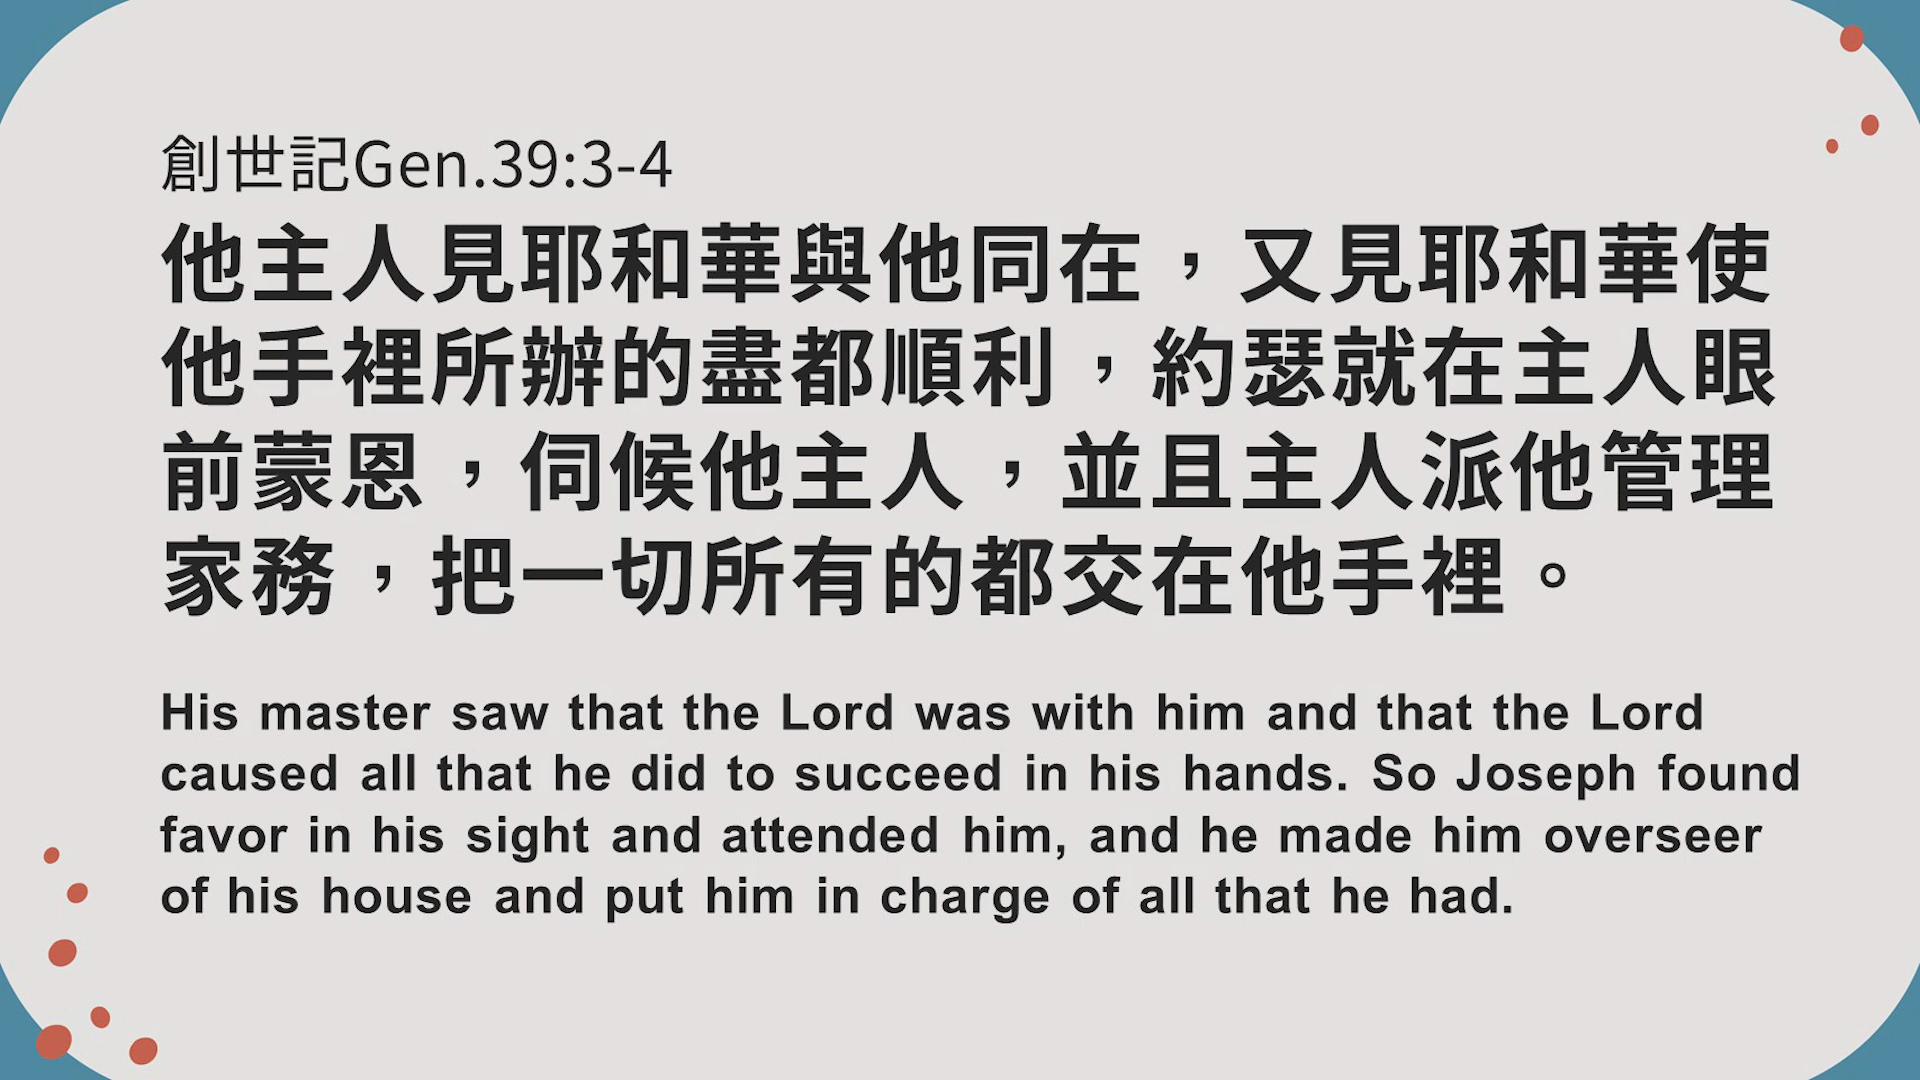 創世記Gen.39:3-4
他主人見耶和華與他同在，又見耶和華使
他手裡所辦的盡都順利，約瑟就在主人眼
前蒙恩，伺候他主人，並且主人派他管理
家務，把一切所有的都交在他手裡。
His master saw that the Lord was with him and that the Lord
caused all that he did to succeed in his hands. So Joseph found
favor in his sight and attended him, and he made him overseer
of his house and put him in charge of all that he had.